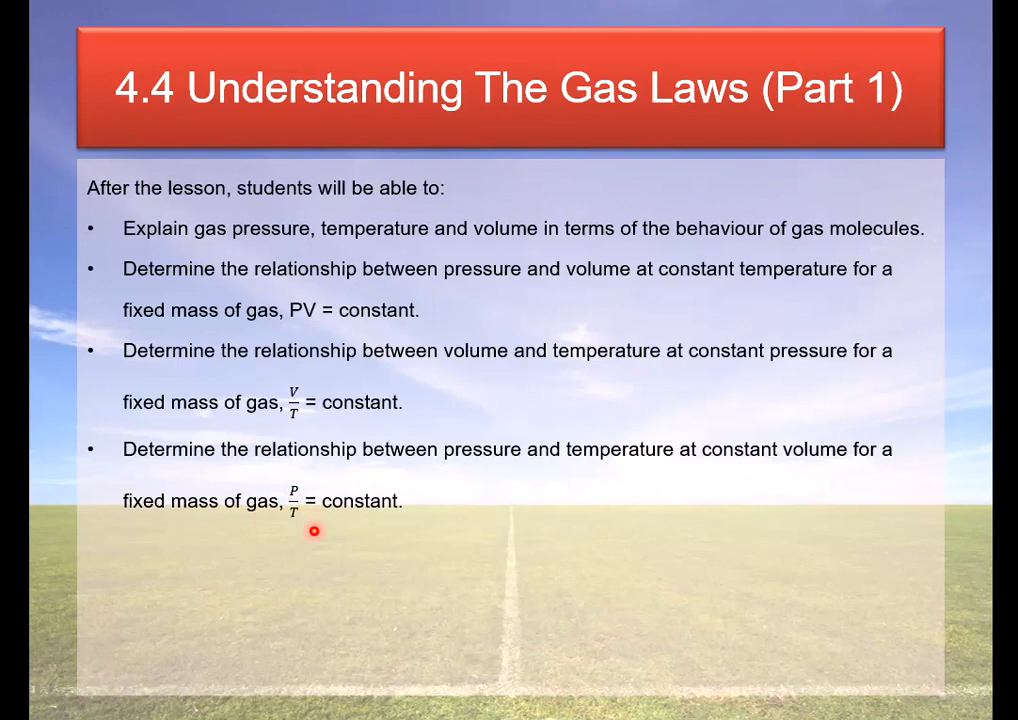 4.4 Understanding The Gas Laws (Part 1)
After the lesson, students will be able to:
• Explain gas pressure, temperature and volume in terms of the behaviour of gas molecules.
• Determine the relationship between pressure and volume at constant temperature for a
fixed mass of gas, PV = constant.
• Determine the relationship between volume and temperature at constant pressure for a
fixed mass of gas, V/T = constant.
• Determine the relationship between pressure and temperature at constant volume for a
fixed mass of gas, P/T = constant.